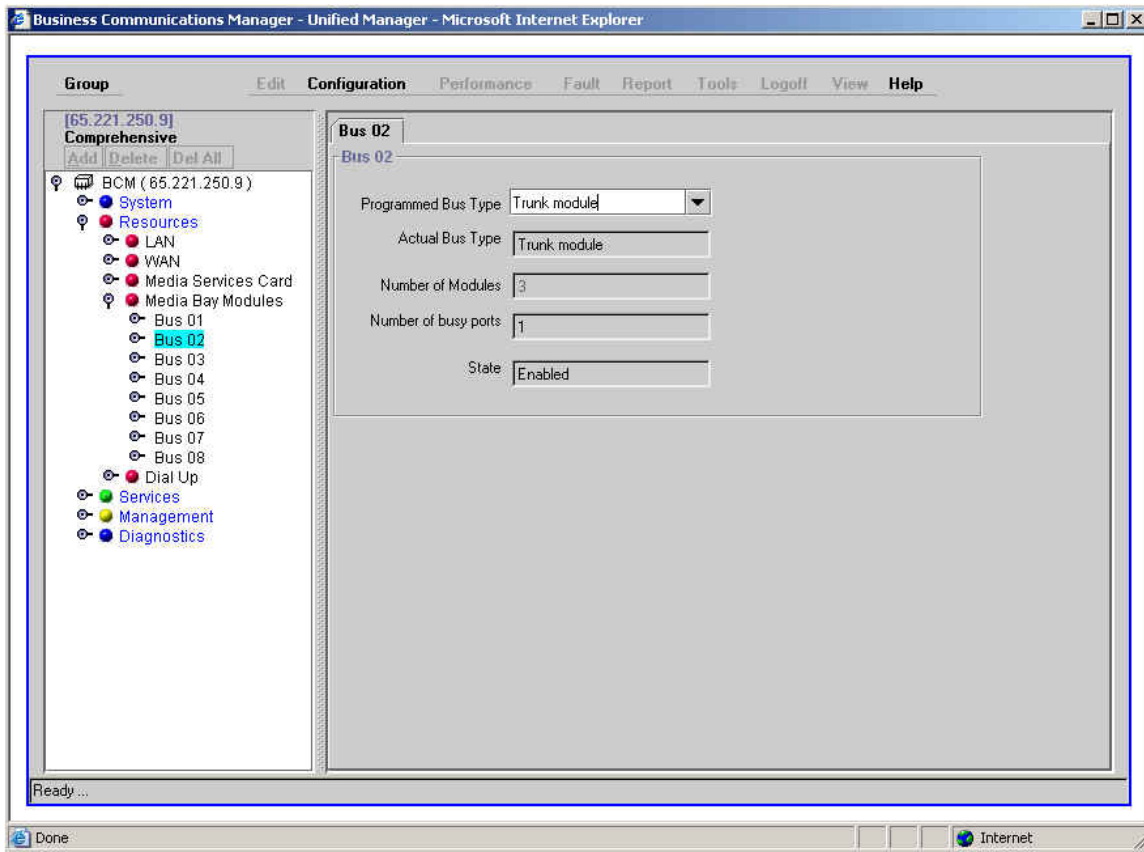 Business Communications Manager - Unified Manager - Microsoft Internet Explorer
Group Edit Configuration Performance Fault Report Tools Logoff View Help
[65.221.250.9]
Comprehensive
Add Delete Del All
BCM ( 65.221.250.9 )
System
Resources
LAN
WAN
Media Services Card
Media Bay Modules
Bus 01
Bus 02
Bus 03
Bus 04
Bus 05
Bus 06
Bus 07
Bus 08
Dial Up
Services
Management
Diagnostics
Bus 02
Bus 02
Programmed Bus Type Trunk module
Actual Bus Type Trunk module
Number of Modules 3
Number of busy ports 1
State Enabled
Ready ...
Done Internet